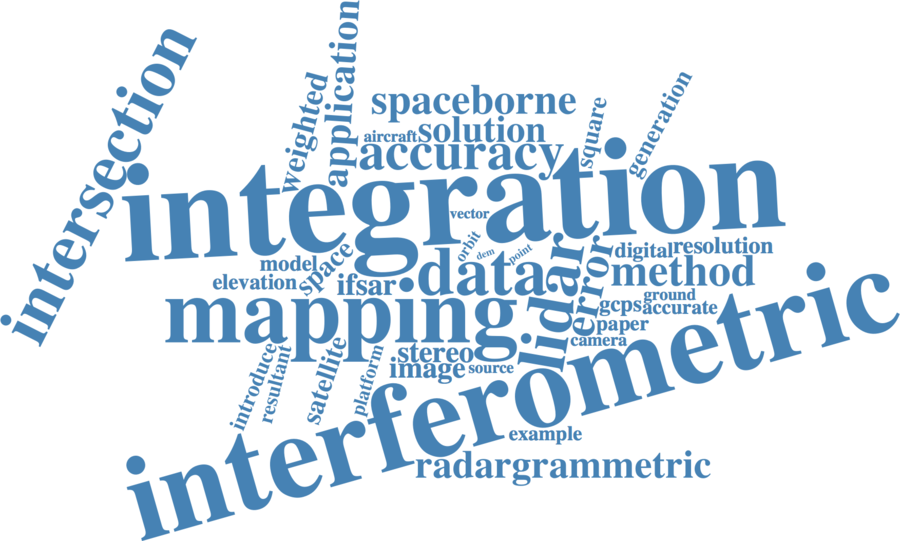 intersection
weighted
application
spaceborne
aircraft
solution
accuracy
square
generation
integration
vector
orbit
dem
point
model
space
elevation
ifsar
data
lidar
error
digital
resolution
method
mapping
gcps
ground
accurate
paper
camera
stereo
image
source
introduce
resultant
satellite
platform
interferometric
example
radargrammetric